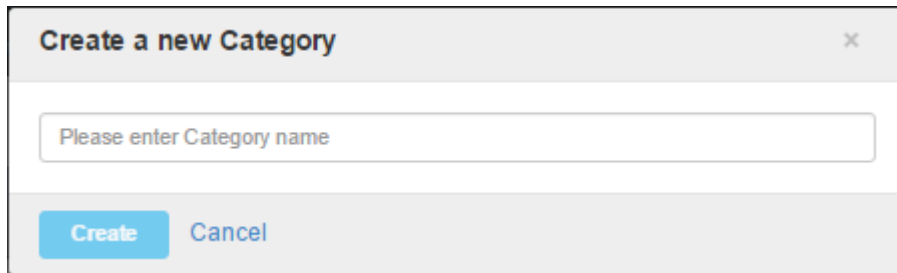 Create a new Category ×
Please enter Category name
Create Cancel